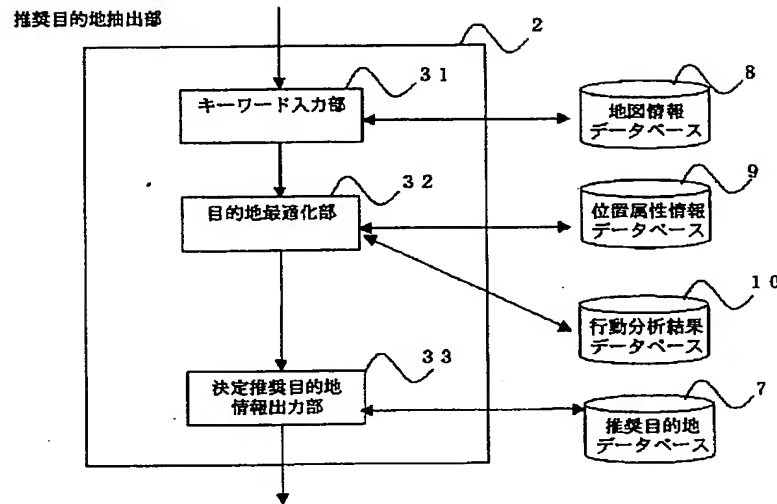 推奨目的地抽出部
2
31
キーワード入力部
8
地図情報
データベース
32
目的地最適化部
9
位置属性情報
データベース
10
行動分析結果
データベース
33
決定推奨目的地
情報出力部
7
推奨目的地
データベース